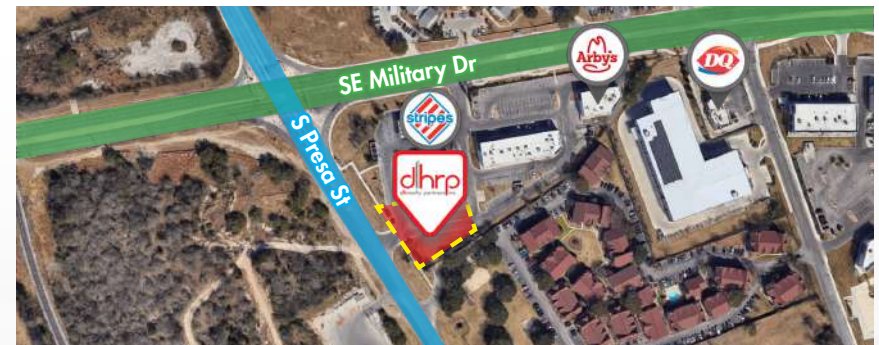 SE Military Dr
Arby's
DQ
stripes
S Presa St
dhrp